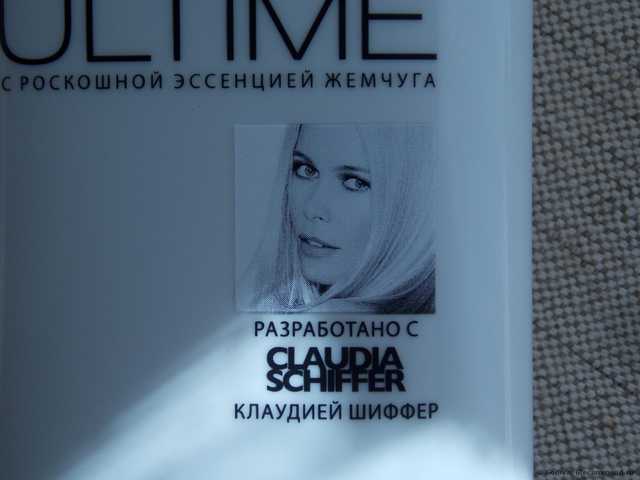 ULTIME
С РОСКОШНОЙ ЭССЕНЦИЕЙ ЖЕМЧУГА
РАЗРАБОТАНО С
CLAUDIA
SCHIFFER
КЛАУДИЕЙ ШИФФЕР